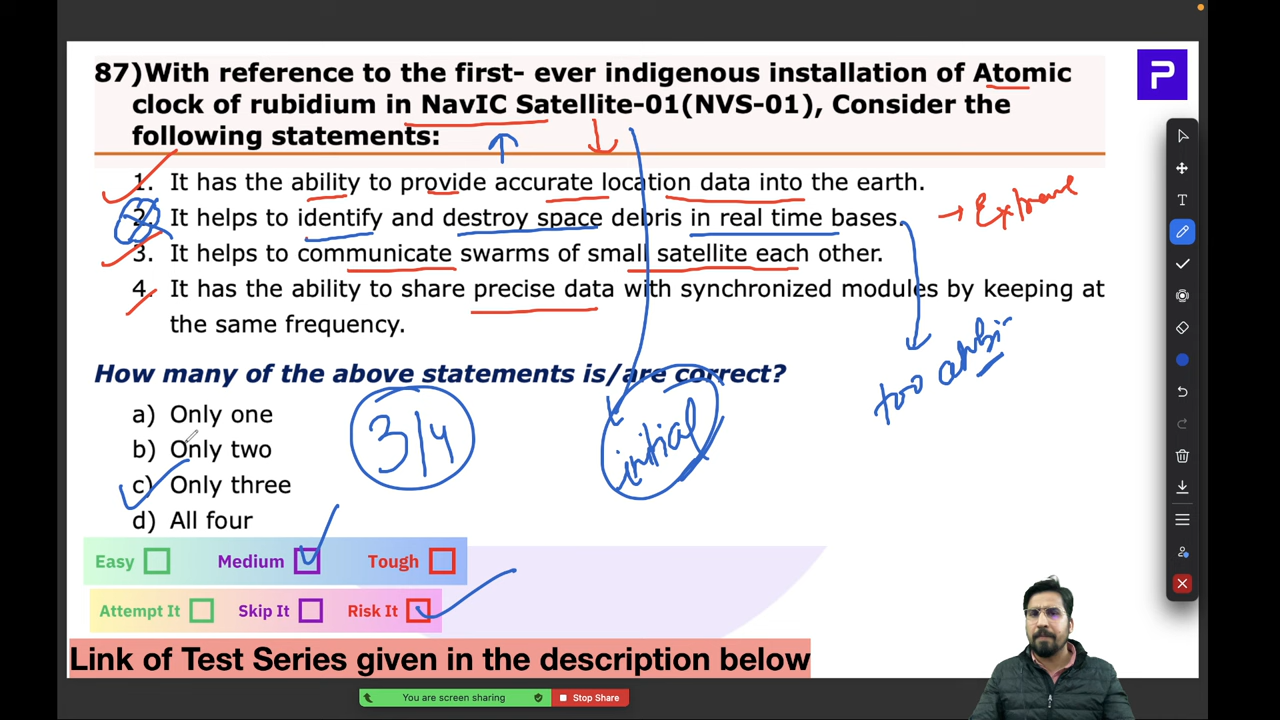 87)With reference to the first- ever indigenous installation of Atomic
clock of rubidium in NavIC Satellite-01(NVS-01), Consider the
following statements:
1. It has the ability to provide accurate location data into the earth.
2. It helps to identify and destroy space debris in real time bases.
→ Extreme
3. It helps to communicate swarms of small satellite each other.
4. It has the ability to share precise data with synchronized modules by keeping at
the same frequency.
too ambi
How many of the above statements is/are correct?
a) Only one
b) Only two
3/4
initial
c) Only three
d) All four
Easy Medium Tough
Attempt It Skip It Risk It
Link of Test Series given in the description below
You are screen sharing Stop Share
P
T